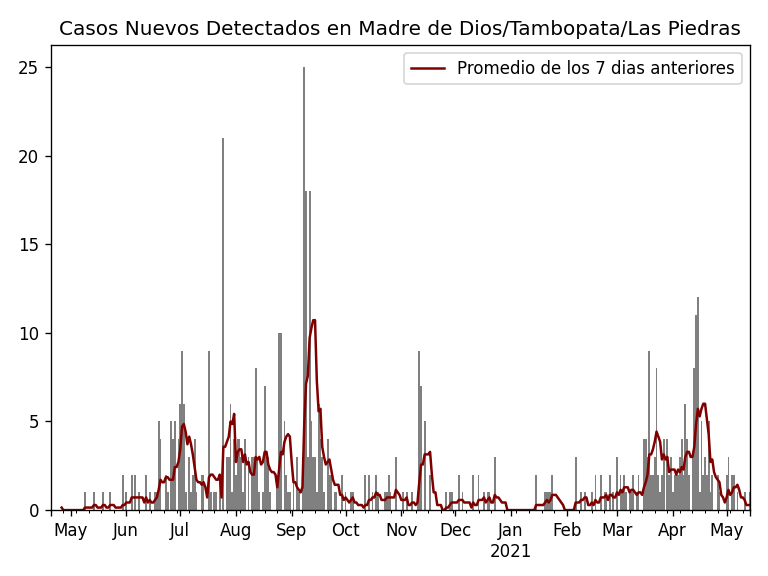 Casos Nuevos Detectados en Madre de Dios/Tambopata/Las Piedras
Promedio de los 7 dias anteriores
25
20
15
10
5
0
May Jun Jul Aug Sep Oct Nov Dec Jan Feb Mar Apr May
2021